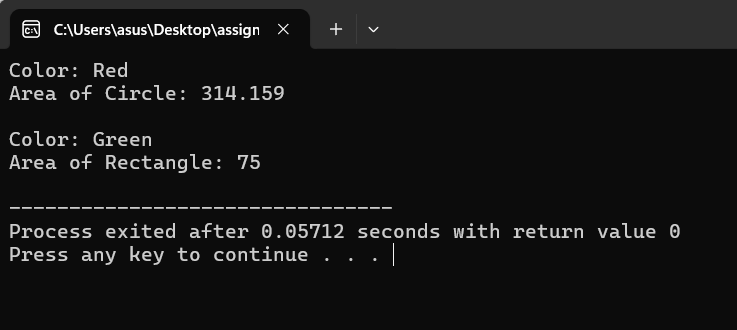 C:\Users\asus\Desktop\assign
Color: Red
Area of Circle: 314.159
Color: Green
Area of Rectangle: 75
--------------------------------
Process exited after 0.05712 seconds with return value 0
Press any key to continue . . .